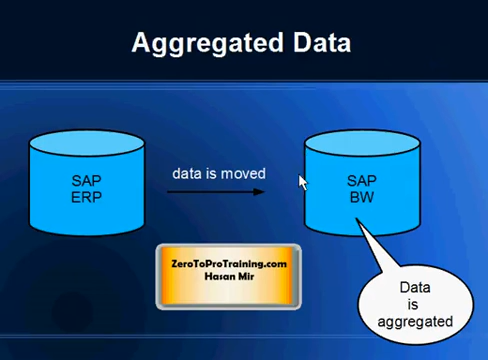 Aggregated Data
SAP
ERP
data is moved
SAP
BW
ZeroToProTraining.com
Hasan Mir
Data
is
aggregated